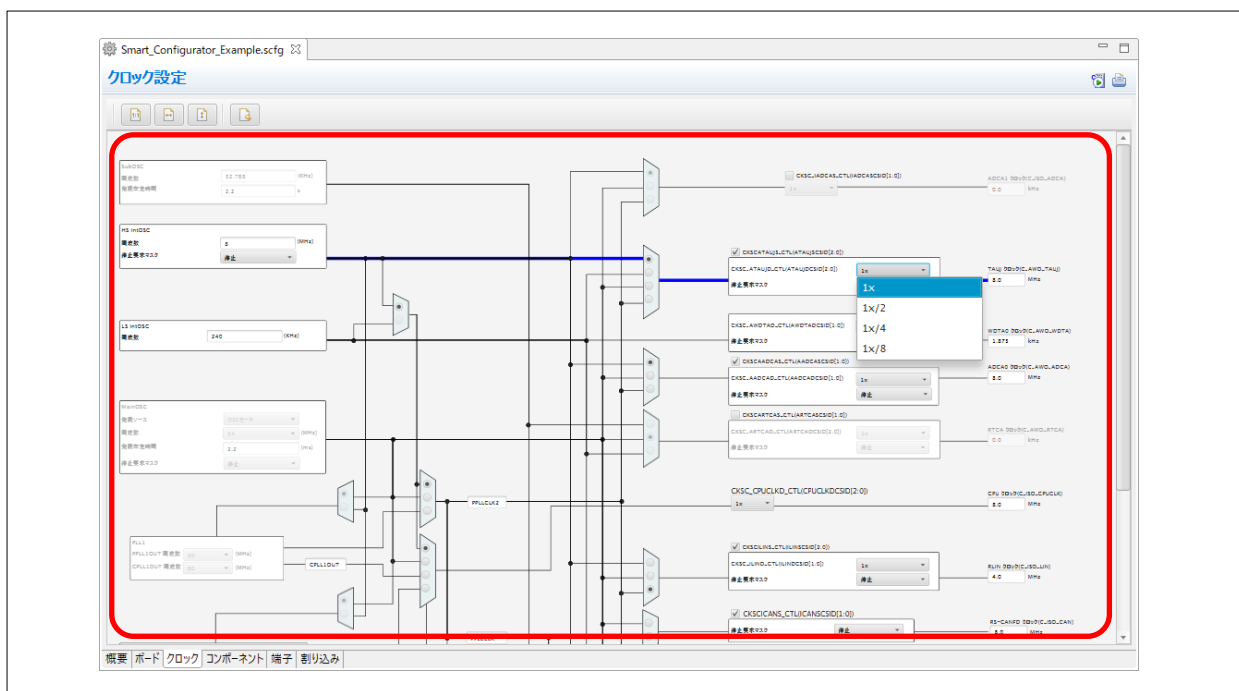 Smart_Configurator_Example.scfg
クロック設定
SubOSC
周波数 32.768 (KHz)
発振安定時間 2.2 s
CKSC_IADCAS_CTL(IADCASCSID[1:0])
1x
ADCA1 クロック(C_ISO_ADCA)
0.0 kHz
HS IntOSC
周波数 8 (MHz)
停止要求マスク 停止
CKSCATAUJS_CTL(ATAUJSCSID[2:0])
CKSC_ATAUJD_CTL(ATAUJDCSID[2:0]) 1x
停止要求マスク
1x
1x/2
1x/4
1x/8
TAUJ クロック(C_AWO_TAUJ)
8.0 MHz
LS IntOSC
周波数 240 (KHz)
CKSC_AWDTAD_CTL(AWDTADCSID[1:0])
停止要求マスク
WDTA0 クロック(C_AWO_WDTA)
1.875 kHz
CKSCAADCAS_CTL(AADCASCSID[1:0])
CKSC_AADCAD_CTL(AADCADCSID[1:0]) 1x
停止要求マスク 停止
ADCA0 クロック(C_AWO_ADCA)
8.0 MHz
MainOSC
発振ソース
周波数 (MHz)
発振安定時間 2.2
停止要求マスク 停止
CKSCARTCAS_CTL(ARTCASCSID[1:0])
CKSC_ARTCAD_CTL(ARTCADCSID[2:0])
停止要求マスク 停止
RTCA クロック(C_AWO_RTCA)
0.0 kHz
PPLLCLK2
CKSC_CPUCLKD_CTL(CPUCLKDCSID[2:0])
1x
CPU クロック(C_ISO_CPUCLK)
8.0 MHz
PLL1
PPLL1OUT 周波数 80 (MHz)
CPLL1OUT 周波数 80 (MHz)
CPLL1OUT
CKSCILINS_CTL(ILINSCSID[2:0])
CKSC_ILIND_CTL(ILINDCSID[1:0]) 1x
停止要求マスク 停止
RLIN クロック(C_ISO_LIN)
4.0 MHz
CKSCICANS_CTL(ICANSCSID[1:0])
停止要求マスク 停止
RS-CANFD クロック(C_ISO_CAN)
8.0 MHz
概要 ボード クロック コンポーネント 端子 割り込み